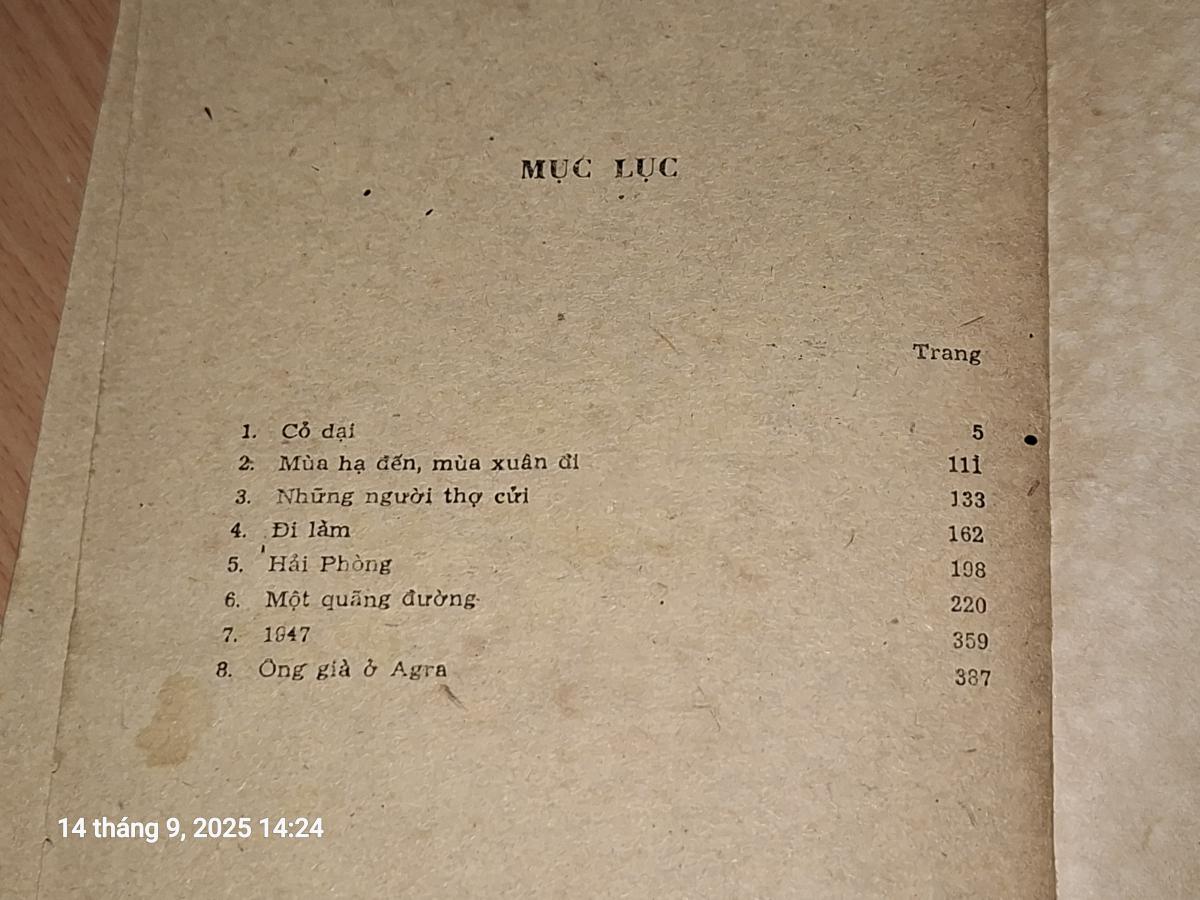 MỤC LỤC
Trang
1. Cỏ dại 5
2. Mùa hạ đến, mùa xuân đi 111
3. Những người thợ cửi 133
4. Đi làm 162
5. Hải Phòng 198
6. Một quãng đường 220
7. 1947 359
8. Ông già ở Agra 387
14 tháng 9, 2025 14:24